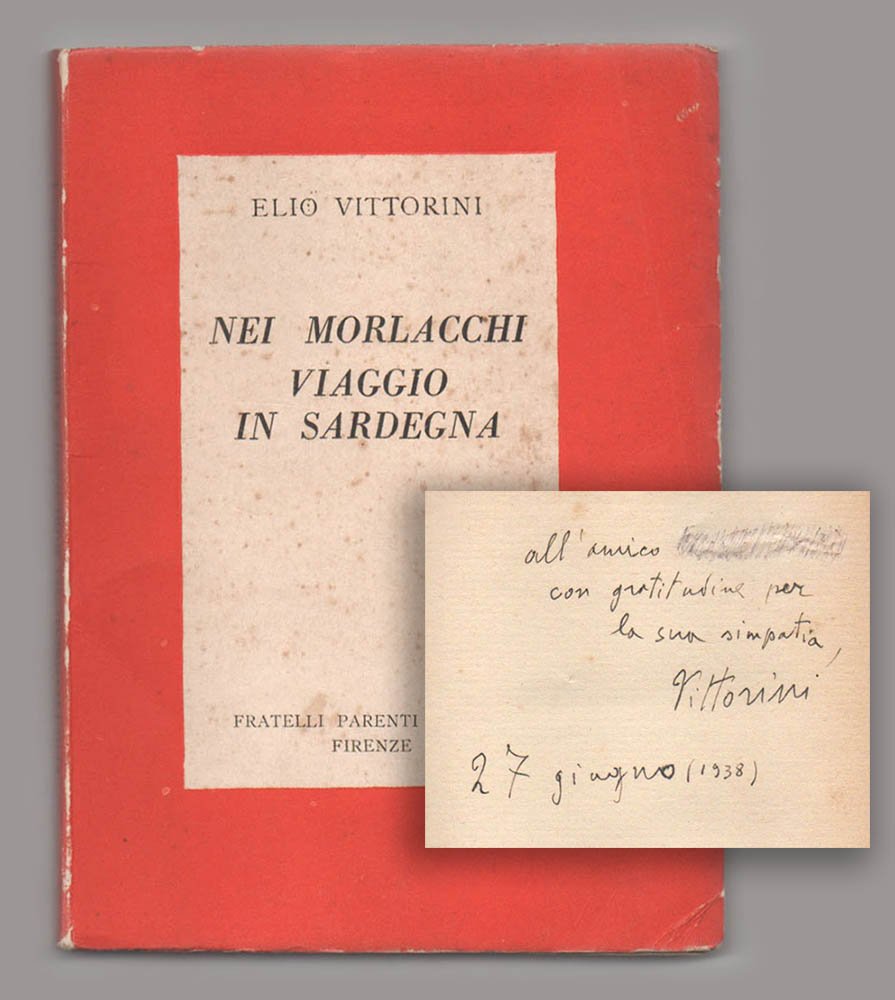 ELIO VITTORINI
NEI MORLACCHI
VIAGGIO
IN SARDEGNA
FRATELLI PARENTI
FIRENZE
all'amico
con gratitudine per
la sua simpatia,
Vittorini
27 giugno (1938)